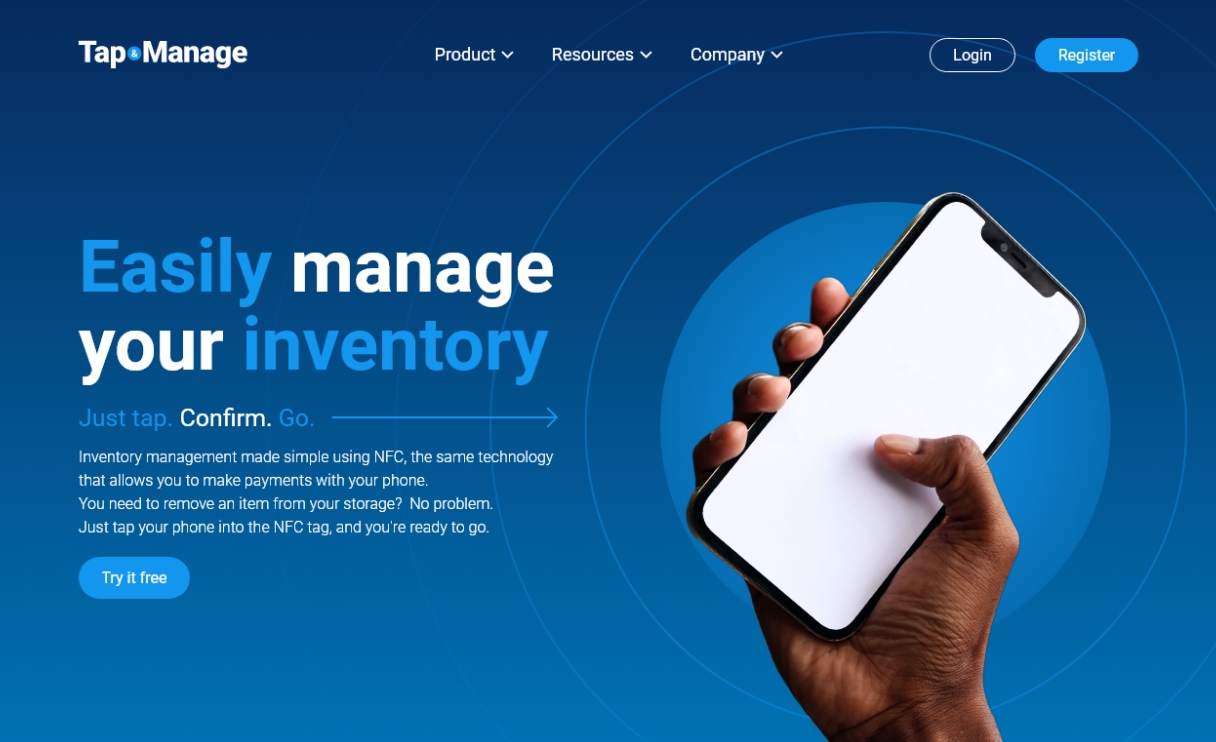 Tap&Manage
Product
Resources
Company
Login
Register
Easily manage
your inventory
Just tap. Confirm. Go.
Inventory management made simple using NFC, the same technology
that allows you to make payments with your phone.
You need to remove an item from your storage?  No problem.
Just tap your phone into the NFC tag, and you're ready to go.
Try it free